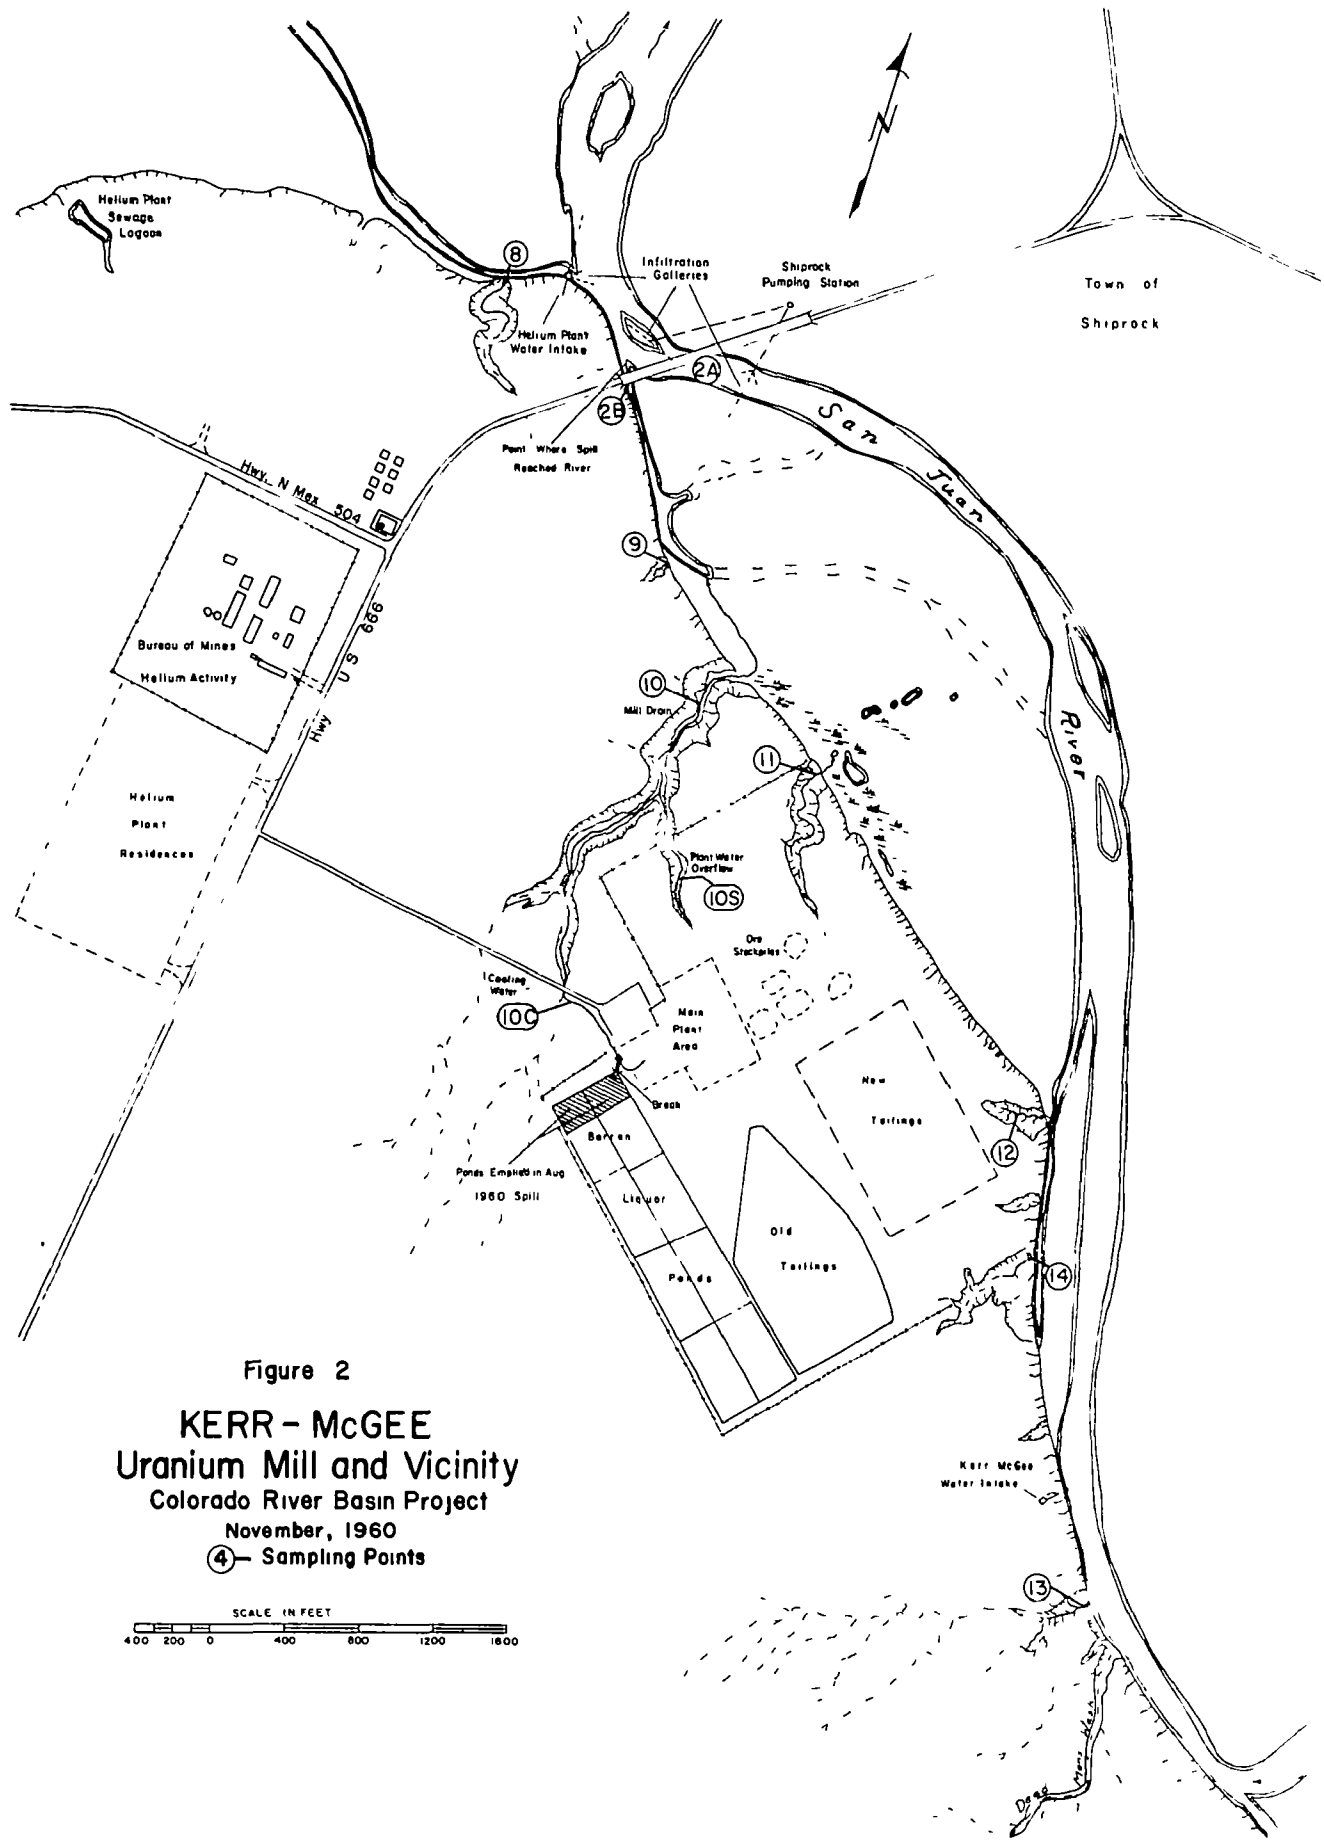 Helium Plant
Sewage
Lagoon
N
8
Infiltration
Galleries
Shiprock
Pumping Station
Town of
Shiprock
Helium Plant
Water Intake
2A
2B
San Juan River
Point Where Spill
Reached River
Hwy. N Mex 504
9
Bureau of Mines
Helium Activity
Hwy US 666
10
Mill Drain
11
Helium
Plant
Residences
Plant Water
Overflow
10S
Ore
Stockpiles
Cooling
Water
10C
Main
Plant
Area
New
Tailings
Break
12
Barren
Liquor
Ponds
Ponds Emptied in Aug
1960 Spill
Old
Tailings
14
Figure 2
KERR-McGEE
Uranium Mill and Vicinity
Colorado River Basin Project
November, 1960
4 – Sampling Points
Kerr McGee
Water Intake
13
SCALE IN FEET
400 200 0 400 800 1200 1600
Dead Mans Wash